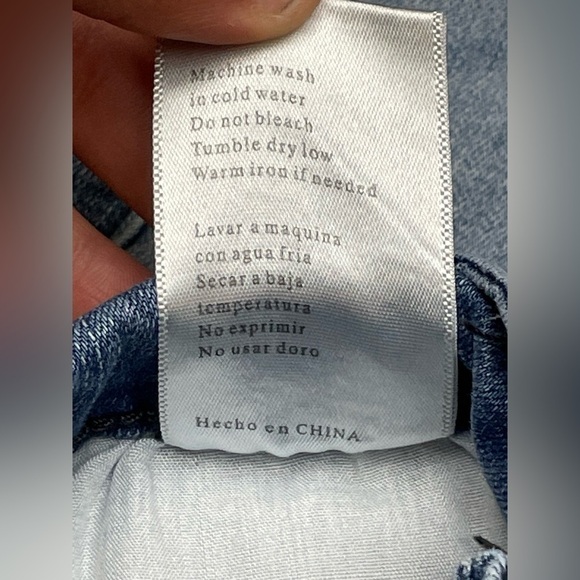 Machine wash
in cold water
Do not bleach
Tumble dry low
Warm iron if needed
Lavar a maquina
con agua fria
Secar a baja
temperatura
No exprimir
No usar doro
Hecho en CHINA